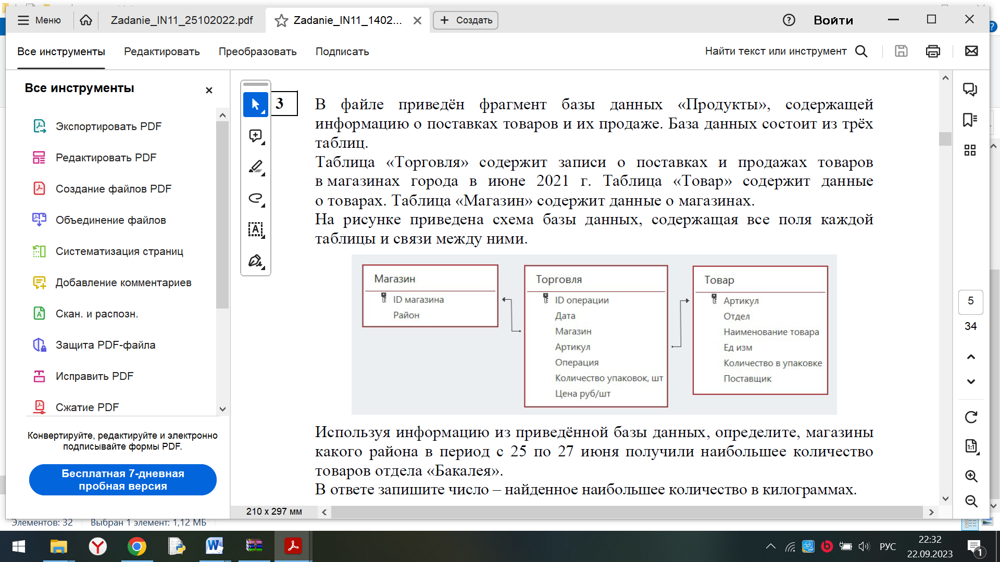 Меню
Zadanie_IN11_25102022.pdf
Zadanie_IN11_1402...
Создать
Войти
Все инструменты
Редактировать
Преобразовать
Подписать
Найти текст или инструмент
Все инструменты
Экспортировать PDF
Редактировать PDF
Создание файлов PDF
Объединение файлов
Систематизация страниц
Добавление комментариев
Скан. и распозн.
Защита PDF-файла
Исправить PDF
Сжатие PDF
Конвертируйте, редактируйте и электронно
подписывайте формы PDF.
Бесплатная 7-дневная
пробная версия
3
В файле приведён фрагмент базы данных «Продукты», содержащей
информацию о поставках товаров и их продаже. База данных состоит из трёх
таблиц.
Таблица «Торговля» содержит записи о поставках и продажах товаров
в магазинах города в июне 2021 г. Таблица «Товар» содержит данные
о товарах. Таблица «Магазин» содержит данные о магазинах.
На рисунке приведена схема базы данных, содержащая все поля каждой
таблицы и связи между ними.
Магазин
ID магазина
Район
Торговля
ID операции
Дата
Магазин
Артикул
Операция
Количество упаковок, шт
Цена руб/шт
Товар
Артикул
Отдел
Наименование товара
Ед изм
Количество в упаковке
Поставщик
Используя информацию из приведённой базы данных, определите, магазины
какого района в период с 25 по 27 июня получили наибольшее количество
товаров отдела «Бакалея».
В ответе запишите число – найденное наибольшее количество в килограммах.
5
34
1:1
210 x 297 мм
Элементов: 32
Выбран 1 элемент: 1,12 МБ
РУС
22:32
22.09.2023
1